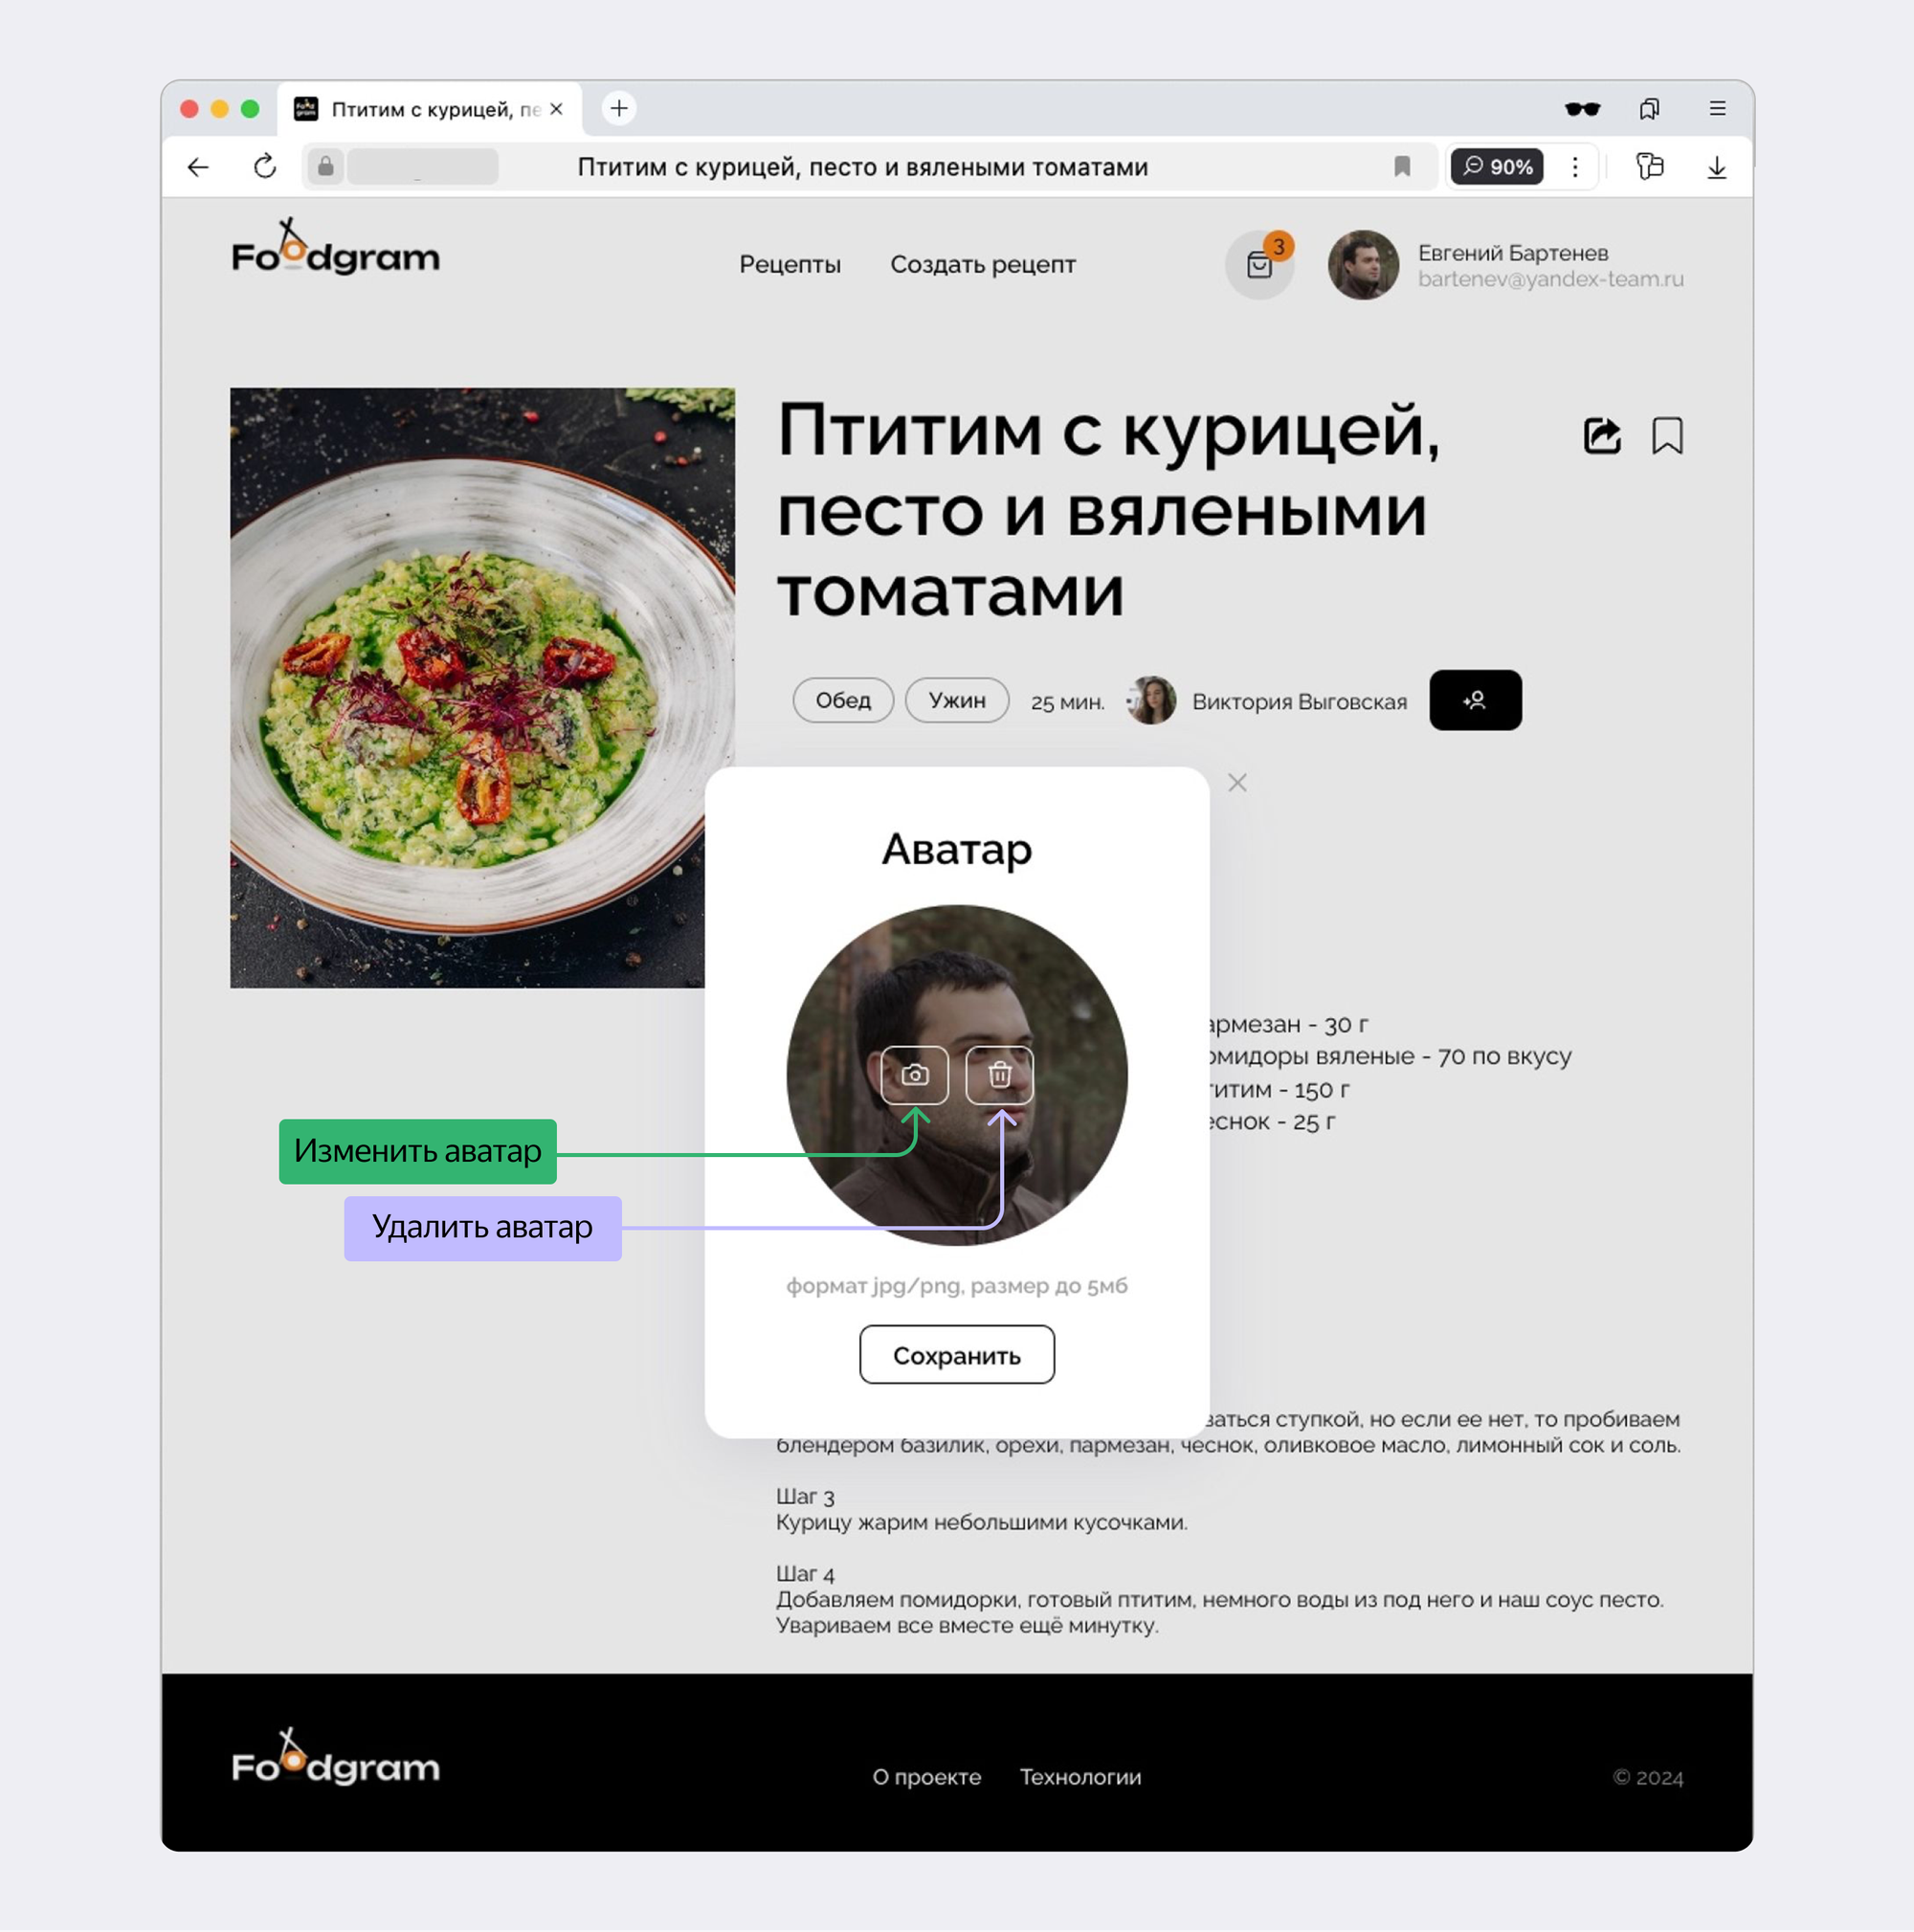 Птитим с курицей, пе
Птитим с курицей, песто и вялеными томатами
90%
Foodgram
Рецепты
Создать рецепт
3
Евгений Бартенев
bartenev@yandex-team.ru
Птитим с курицей,
песто и вялеными
томатами
Обед
Ужин
25 мин.
Виктория Выговская
Аватар
армезан - 30 г
омидоры вяленые - 70 по вкусу
титим - 150 г
еснок - 25 г
Изменить аватар
Удалить аватар
формат jpg/png, размер до 5мб
Сохранить
ваться ступкой, но если ее нет, то пробиваем
блендером базилик, орехи, пармезан, чеснок, оливковое масло, лимонный сок и соль.
Шаг 3
Курицу жарим небольшими кусочками.
Шаг 4
Добавляем помидорки, готовый птитим, немного воды из под него и наш соус песто.
Увариваем все вместе ещё минутку.
Foodgram
О проекте
Технологии
© 2024